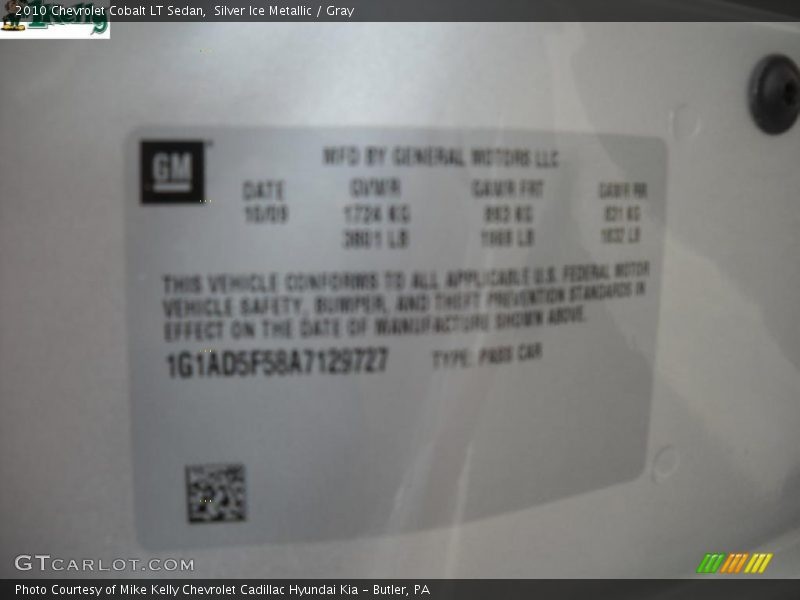 2010 Chevrolet Cobalt LT Sedan,  Silver Ice Metallic / Gray
GM
MFD BY GENERAL MOTORS LLC
DATE GVWR GAWR FRT GAWR RR
10/09 1724 KG 892 KG 831 KG
3801 LB 1968 LB 1832 LB
THIS VEHICLE CONFORMS TO ALL APPLICABLE U.S. FEDERAL MOTOR
VEHICLE SAFETY, BUMPER, AND THEFT PREVENTION STANDARDS IN
EFFECT ON THE DATE OF MANUFACTURE SHOWN ABOVE.
1G1AD5F58A7129727 TYPE: PASS CAR
GTCARLOT.COM
Photo Courtesy of Mike Kelly Chevrolet Cadillac Hyundai Kia - Butler, PA